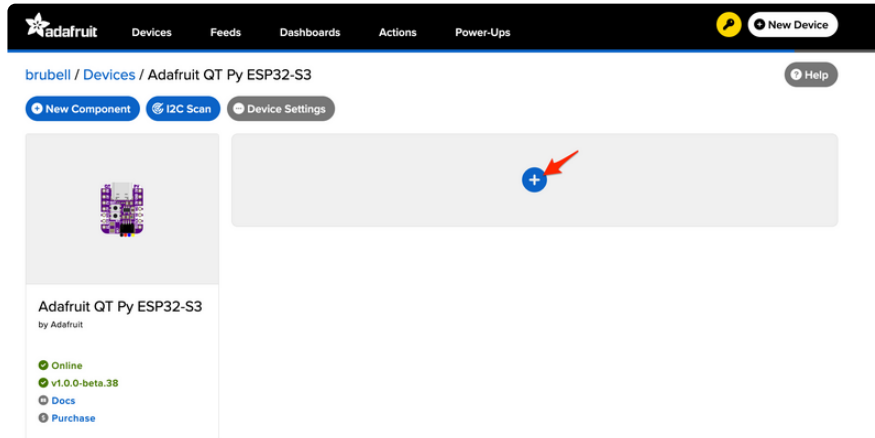 adafruit Devices Feeds Dashboards Actions Power-Ups New Device
brubell / Devices / Adafruit QT Py ESP32-S3 Help
New Component I2C Scan Device Settings
Adafruit QT Py ESP32-S3
by Adafruit
Online
v1.0.0-beta.38
Docs
Purchase